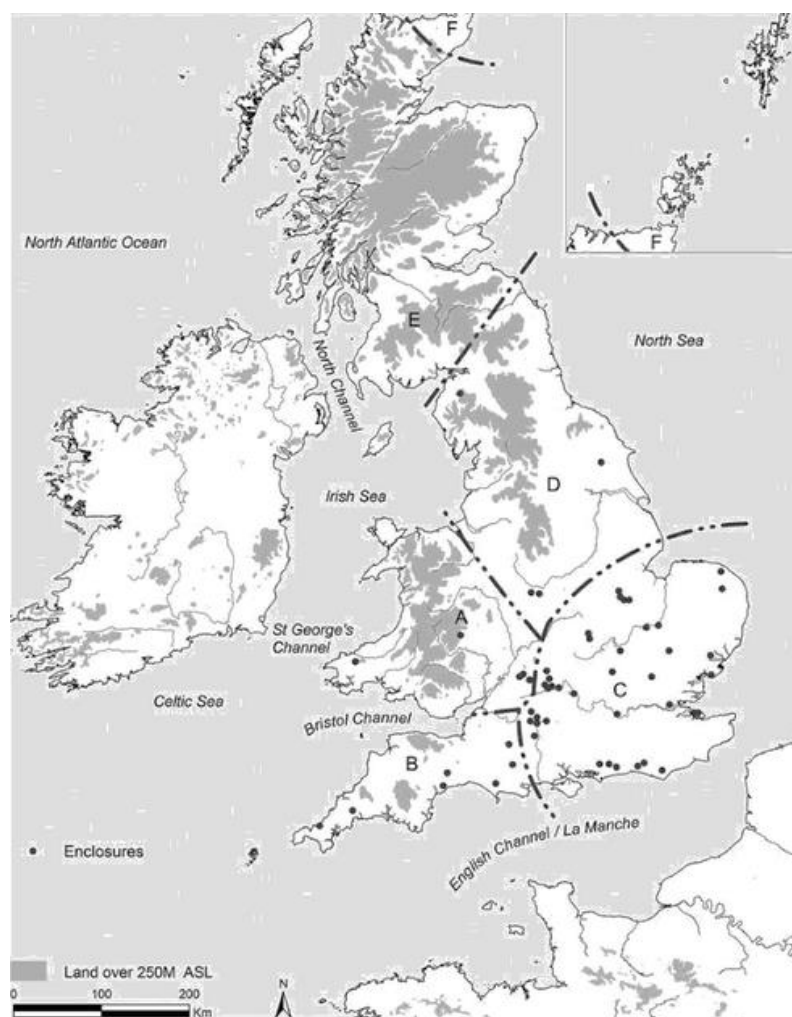 F
F
North Atlantic Ocean
E
North Channel
North Sea
Irish Sea
D
St George's
Channel
A
Celtic Sea
C
Bristol Channel
B
English Channel / La Manche
Enclosures
Land over 250M ASL
0 100 200
Km
N